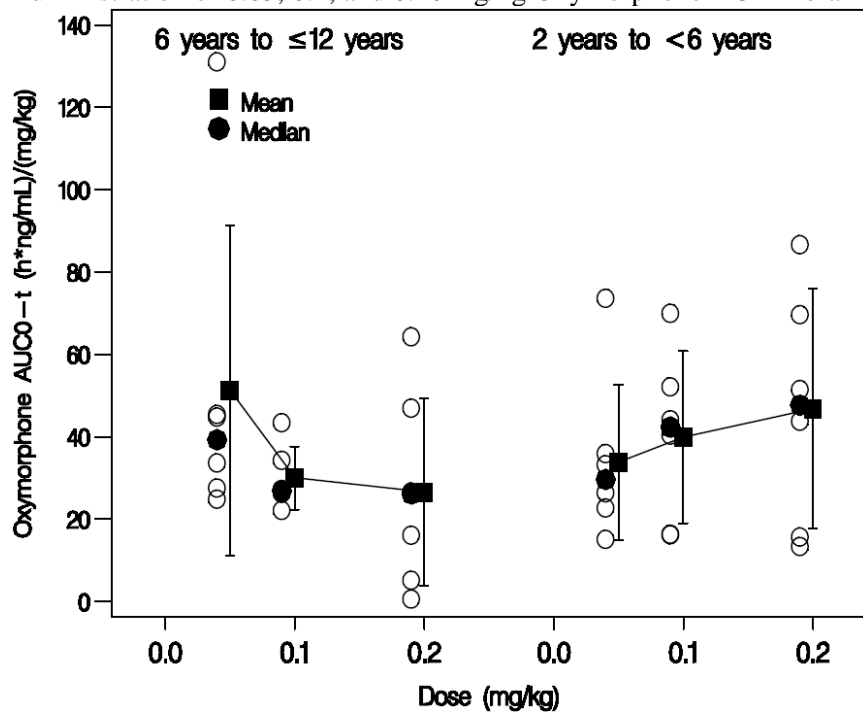 6 years to ≤12 years
2 years to <6 years
Mean
Median
Oxymorphone AUC0−t (h*ng/mL)/(mg/kg)
140
120
100
80
60
40
20
0
0.0 0.1 0.2 0.0 0.1 0.2
Dose (mg/kg)